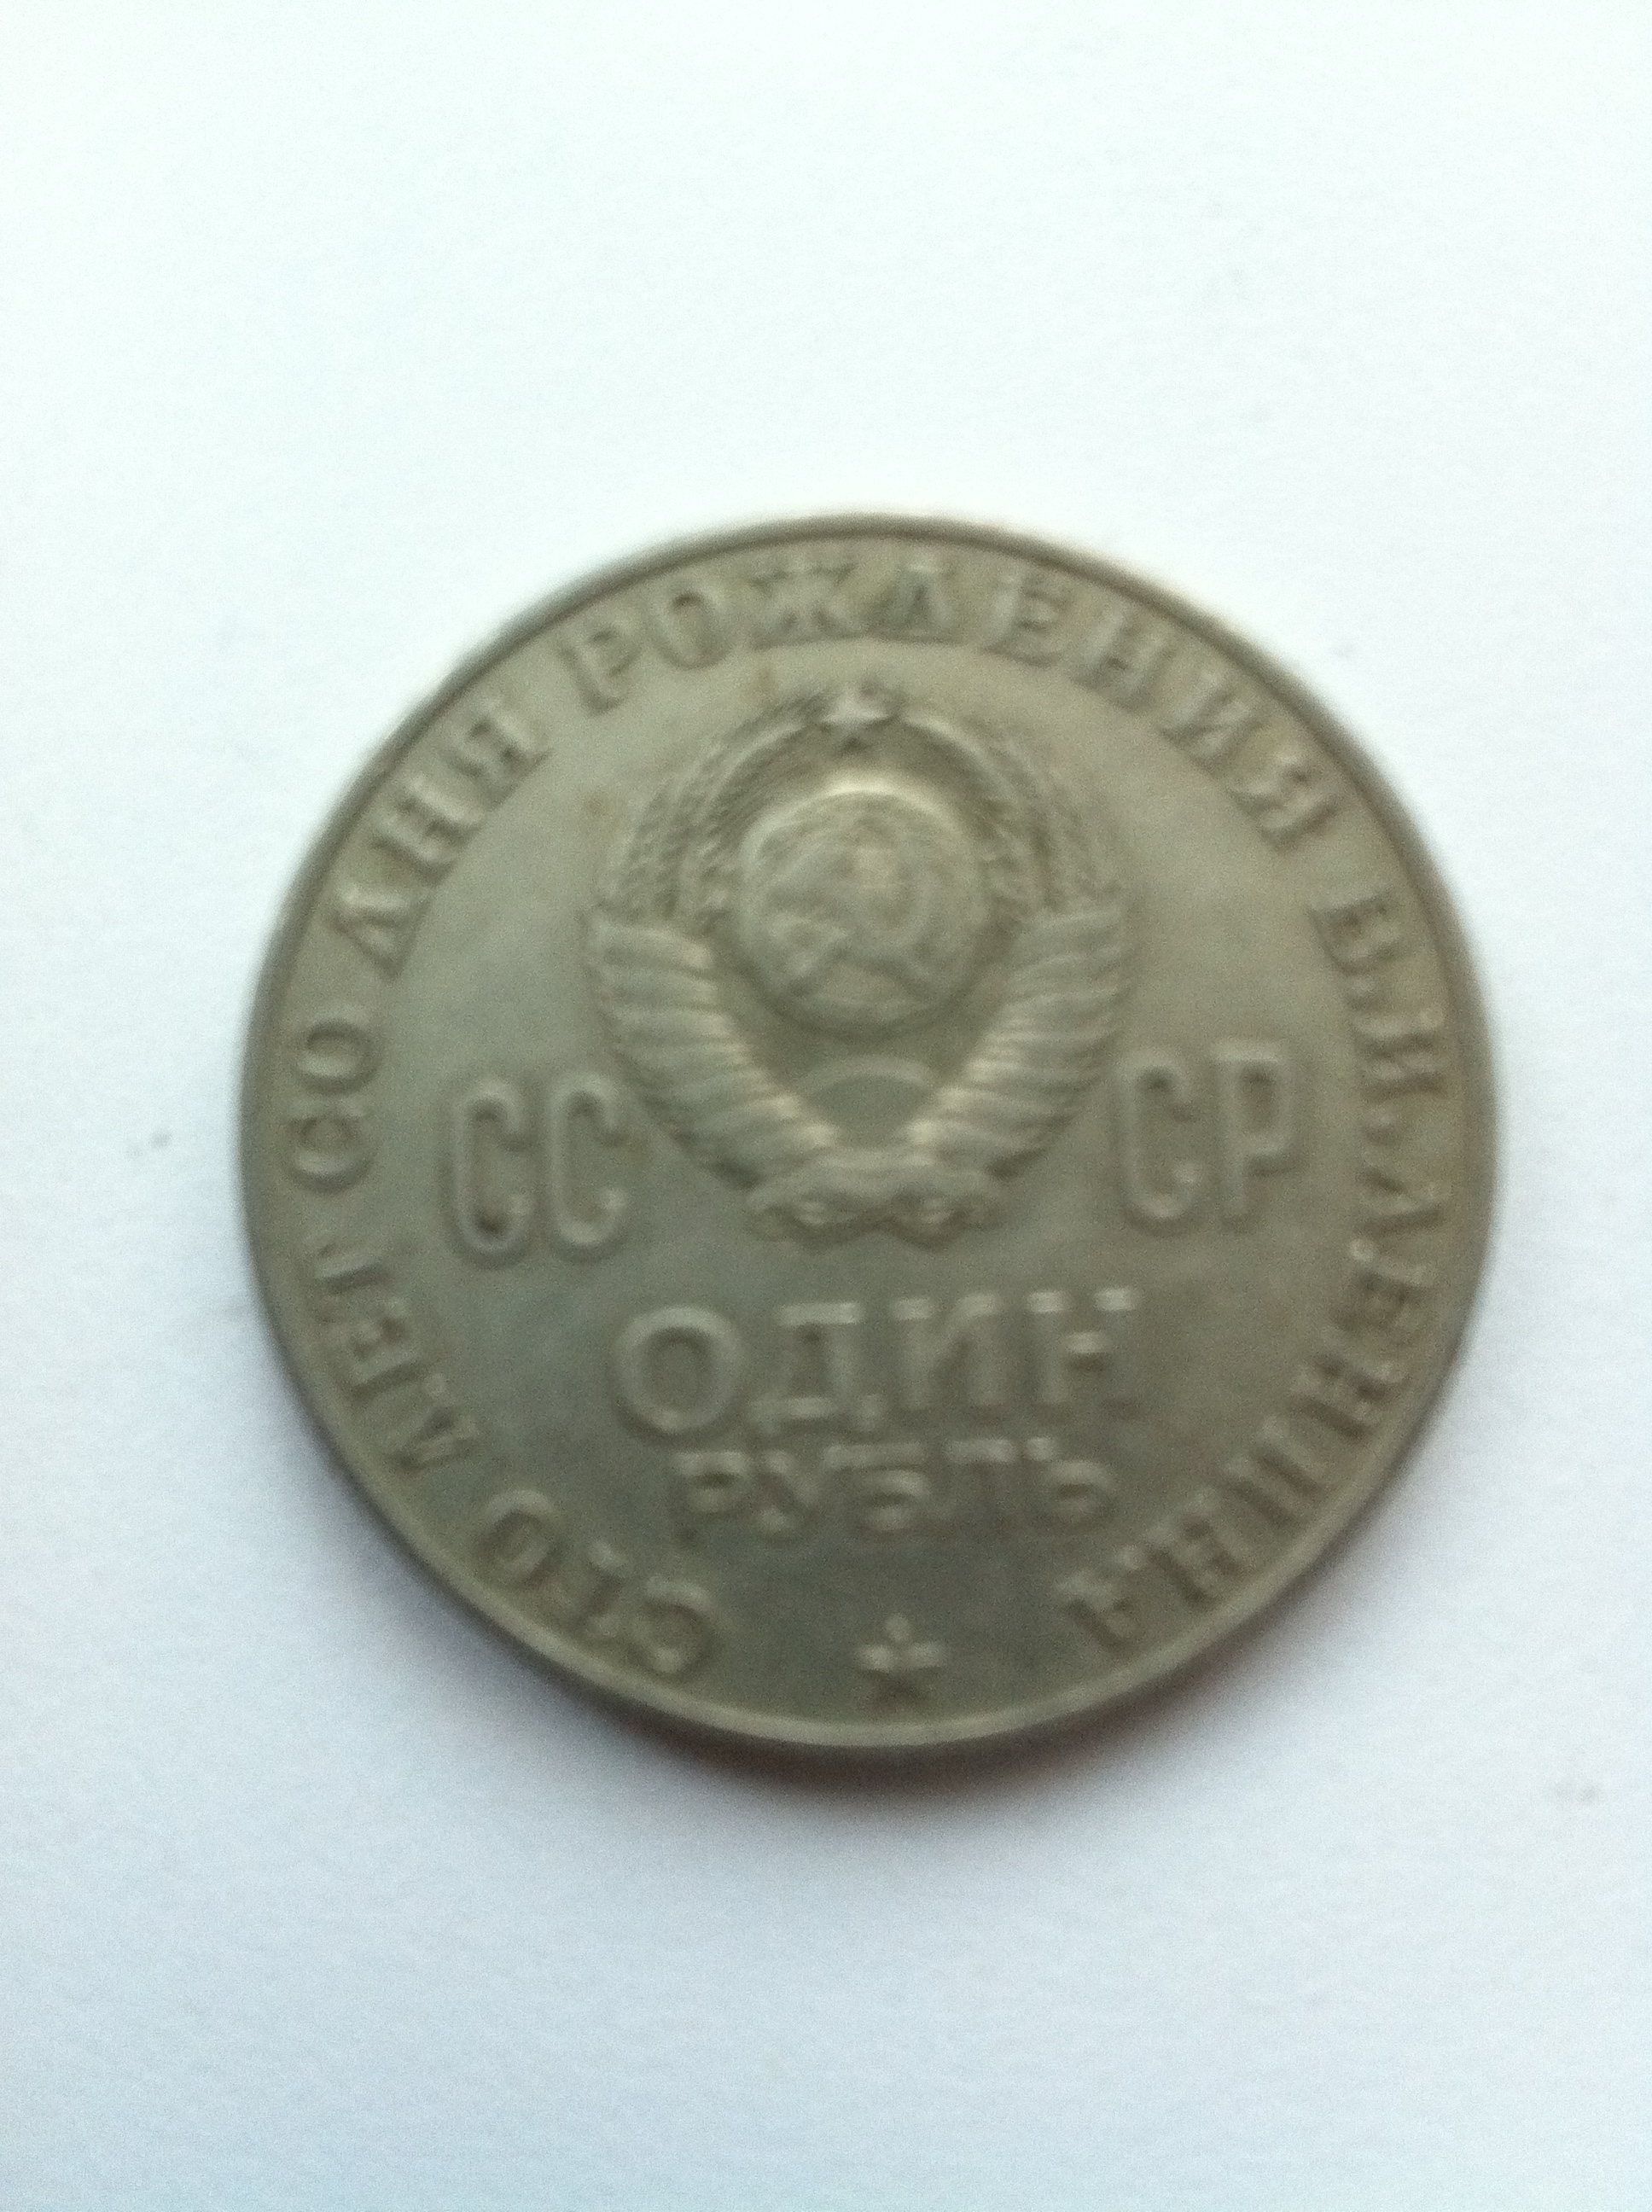 СТО ЛЕТ СО ДНЯ РОЖДЕНИЯ В.И.ЛЕНИНА
СС СР
ОДИН
РУБЛЬ